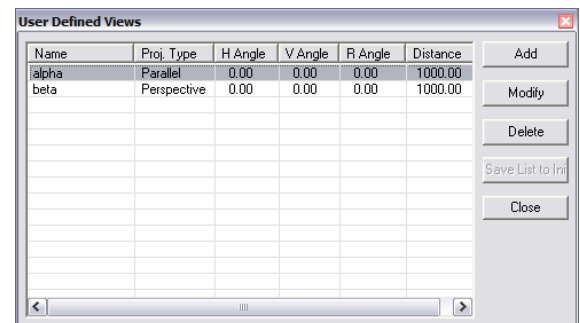 User Defined Views
Name Proj. Type H Angle V Angle R Angle Distance
alpha Parallel 0.00 0.00 0.00 1000.00
beta Perspective 0.00 0.00 0.00 1000.00
Add
Modify
Delete
Save List to Ini
Close